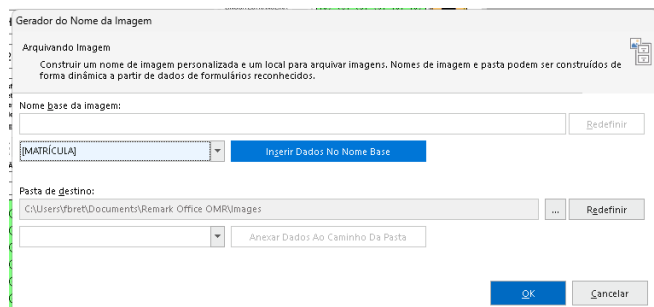 Gerador do Nome da Imagem
Arquivando Imagem
Construir um nome de imagem personalizada e um local para arquivar imagens. Nomes de imagem e pasta podem ser construídos de
forma dinâmica a partir de dados de formulários reconhecidos.
Nome base da imagem:
Redefinir
[MATRÍCULA]
Inserir Dados No Nome Base
Pasta de destino:
C:\Users\fbret\Documents\Remark Office OMR\Images
...
Redefinir
Anexar Dados Ao Caminho Da Pasta
OK
Cancelar